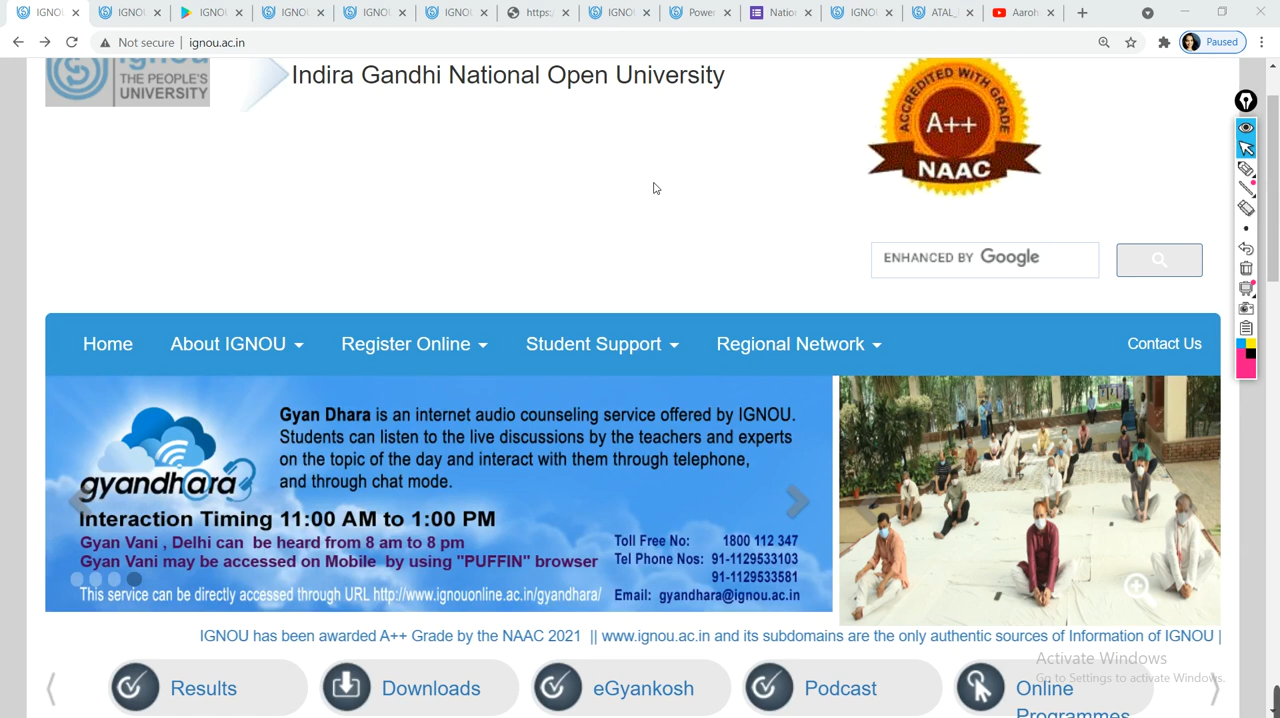 IGNOU
IGNOU
IGNOU
IGNOU
IGNOU
IGNOU
https:/
IGNOU
Power
Nation
IGNOU
ATAL_
Aaroh
Not secure
ignou.ac.in
Paused
ignou
THE PEOPLE'S
UNIVERSITY
Indira Gandhi National Open University
ACCREDITED WITH GRADE
A++
NAAC
ENHANCED BY Google
Home
About IGNOU
Register Online
Student Support
Regional Network
Contact Us
gyandh@ra
Gyan Dhara is an internet audio counseling service offered by IGNOU.
Students can listen to the live discussions by the teachers and experts
on the topic of the day and interact with them through telephone,
and through chat mode.
Interaction Timing 11:00 AM to 1:00 PM
Gyan Vani , Delhi can be heard from 8 am to 8 pm
Gyan Vani may be accessed on Mobile by using "PUFFIN" browser
This service can be directly accessed through URL http://www.ignouonline.ac.in/gyandhara/
Toll Free No: 1800 112 347
Tel Phone Nos: 91-1129533103
91-1129533581
Email: gyandhara@ignou.ac.in
IGNOU has been awarded A++ Grade by the NAAC 2021 || www.ignou.ac.in and its subdomains are the only authentic sources of Information of IGNOU |
Results
Downloads
eGyankosh
Podcast
Online
Programmes
Activate Windows
Go to Settings to activate Windows.